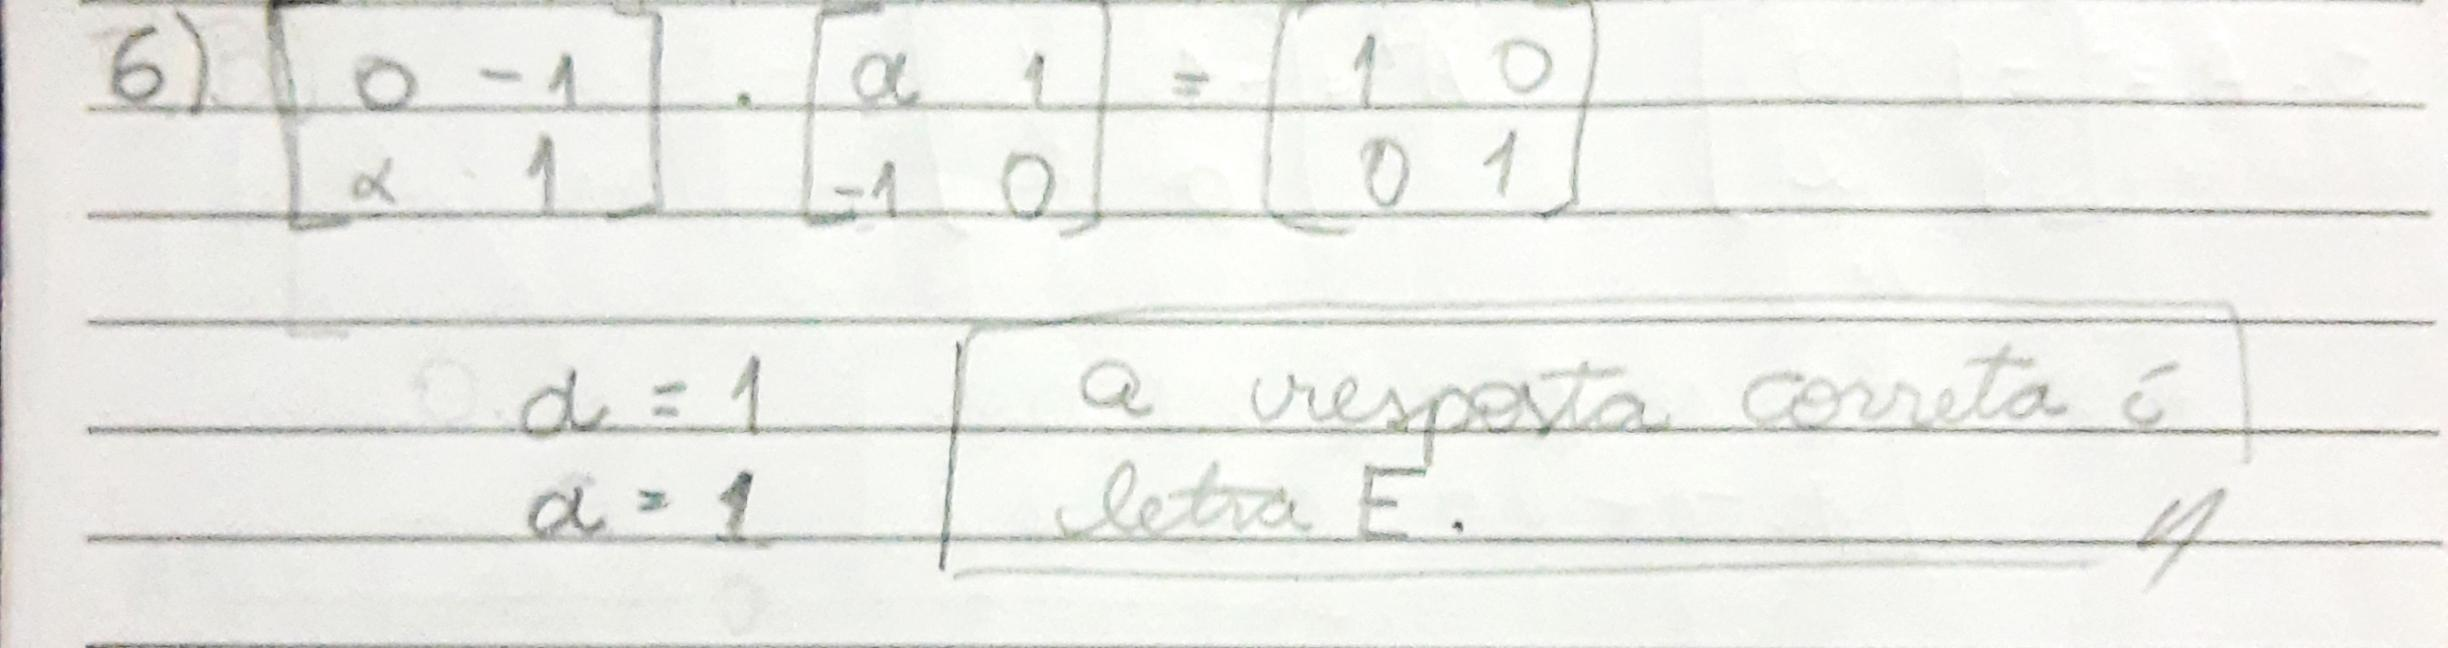 6) [0 -1] . [a 1] = [1 0]
[α 1] [-1 0] [0 1]
α = 1
a = 1
a resposta correta é
letra E.